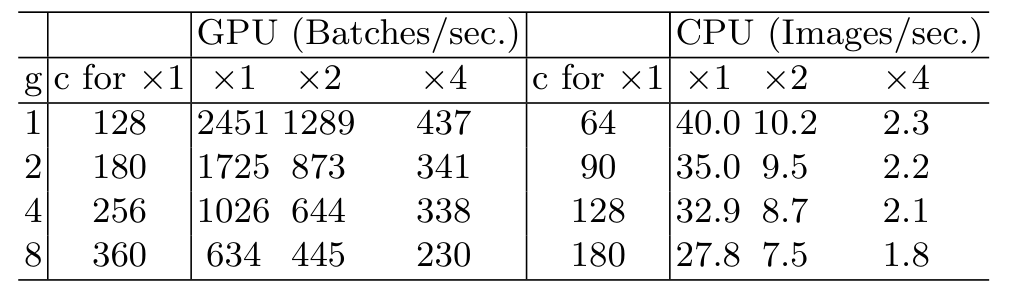 GPU (Batches/sec.) CPU (Images/sec.)
g c for ×1 ×1 ×2 ×4 c for ×1 ×1 ×2 ×4
1 128 2451 1289 437 64 40.0 10.2 2.3
2 180 1725 873 341 90 35.0 9.5 2.2
4 256 1026 644 338 128 32.9 8.7 2.1
8 360 634 445 230 180 27.8 7.5 1.8